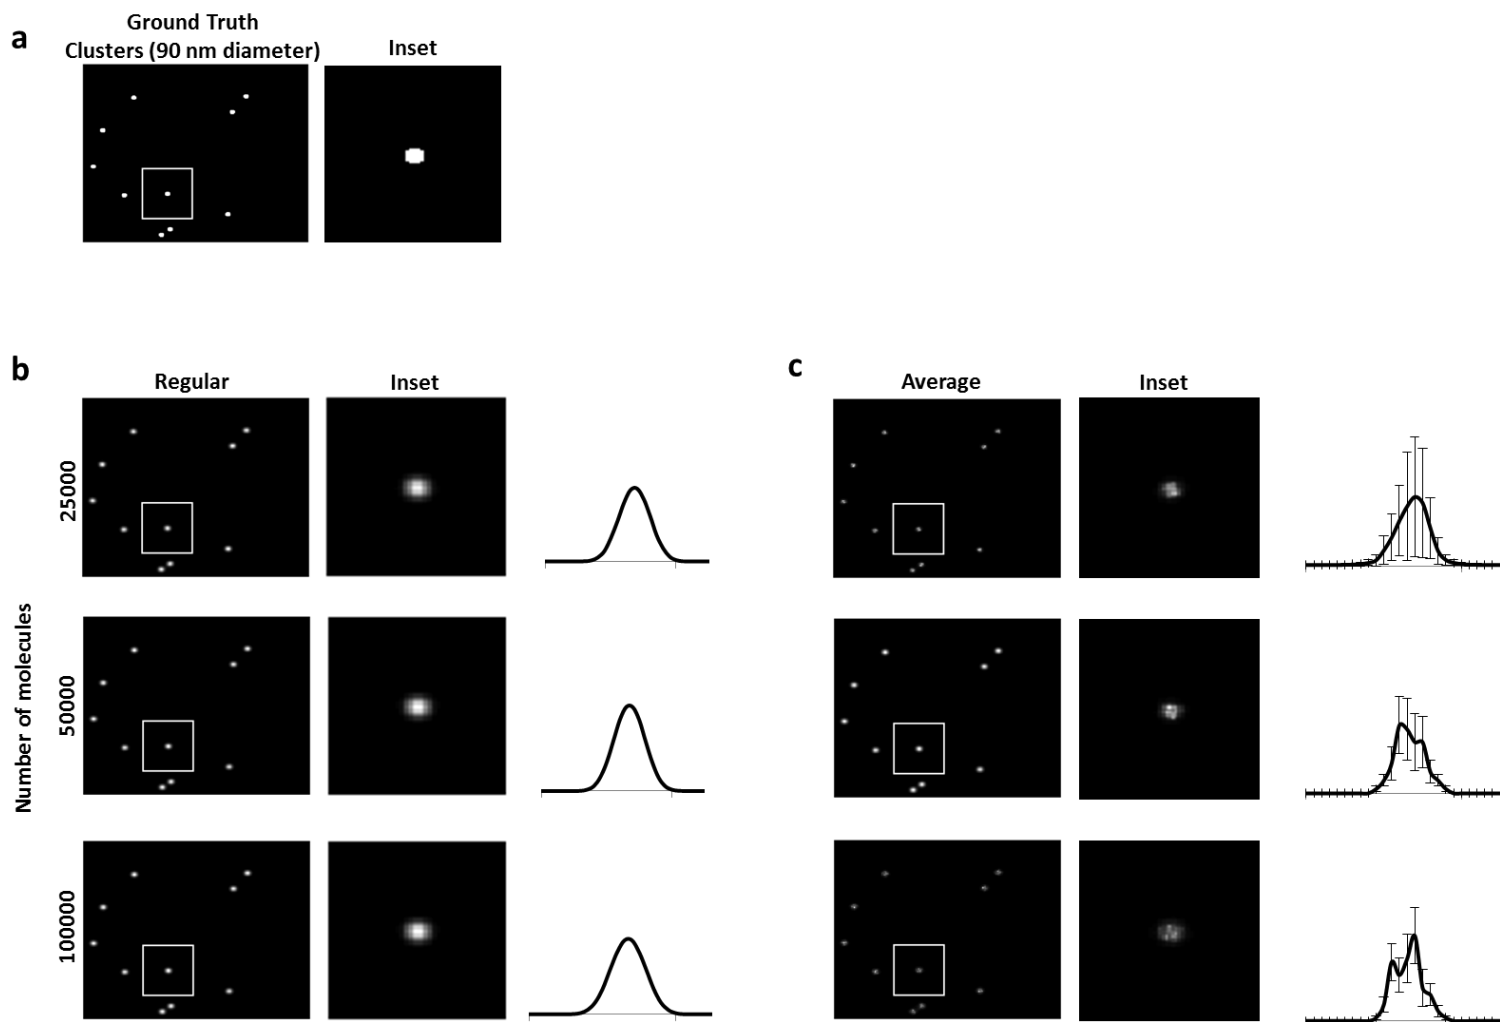 a
Ground Truth
Clusters (90 nm diameter)
Inset
b
Regular
Inset
c
Average
Inset
Number of molecules
25000
50000
100000